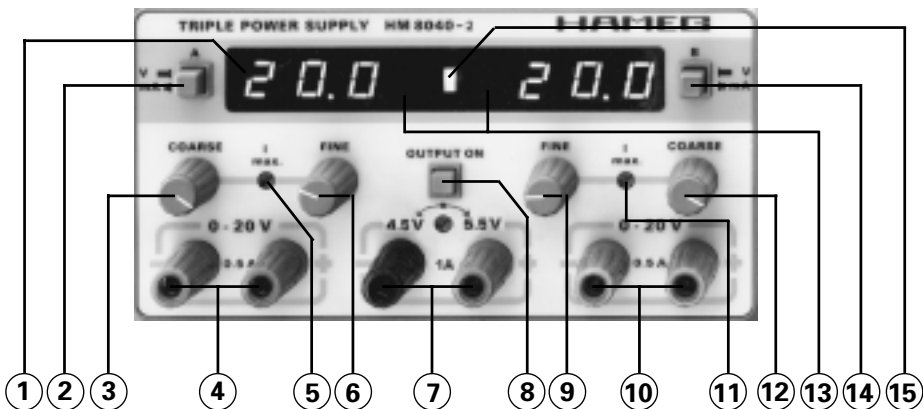 TRIPLE POWER SUPPLY HM 8040-2 HAMEG
A B
V mA 20.0 20.0 V mA
COARSE I max. FINE OUTPUT ON FINE I max. COARSE
0 - 20 V 4.5V 5.5V 0 - 20 V
0.5 A 1A 0.5 A
1 2 3 4 5 6 7 8 9 10 11 12 13 14 15